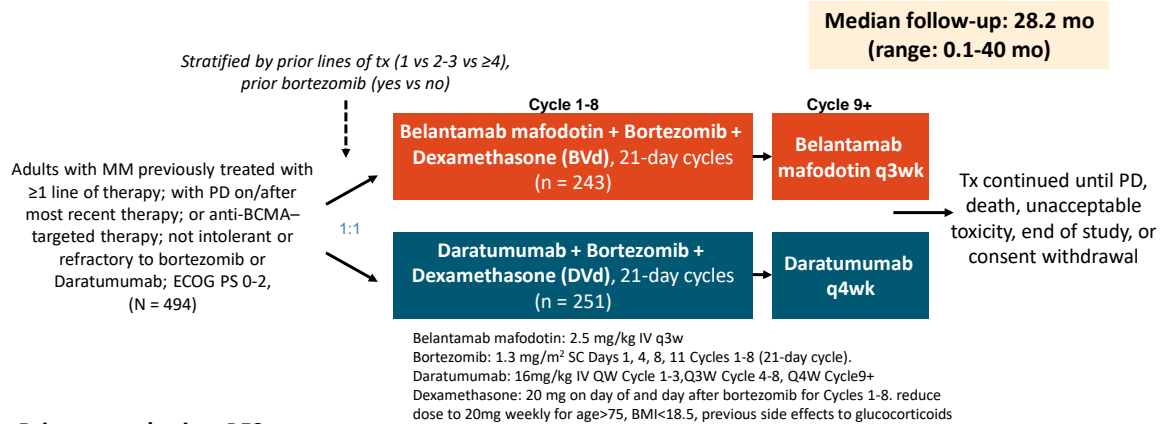 Median follow-up: 28.2 mo
(range: 0.1-40 mo)
Stratified by prior lines of tx (1 vs 2-3 vs ≥4),
prior bortezomib (yes vs no)
Cycle 1-8
Cycle 9+
Adults with MM previously treated with
≥1 line of therapy; with PD on/after
most recent therapy; or anti-BCMA–
targeted therapy; not intolerant or
refractory to bortezomib or
Daratumumab; ECOG PS 0-2,
(N = 494)
1:1
Belantamab mafodotin + Bortezomib +
Dexamethasone (BVd), 21-day cycles
(n = 243)
Belantamab
mafodotin q3wk
Daratumumab + Bortezomib +
Dexamethasone (DVd), 21-day cycles
(n = 251)
Daratumumab
q4wk
Tx continued until PD,
death, unacceptable
toxicity, end of study, or
consent withdrawal
Belantamab mafodotin: 2.5 mg/kg IV q3w
Bortezomib: 1.3 mg/m² SC Days 1, 4, 8, 11 Cycles 1-8 (21-day cycle).
Daratumumab: 16mg/kg IV QW Cycle 1-3,Q3W Cycle 4-8, Q4W Cycle9+
Dexamethasone: 20 mg on day of and day after bortezomib for Cycles 1-8. reduce
dose to 20mg weekly for age>75, BMI<18.5, previous side effects to glucocorticoids